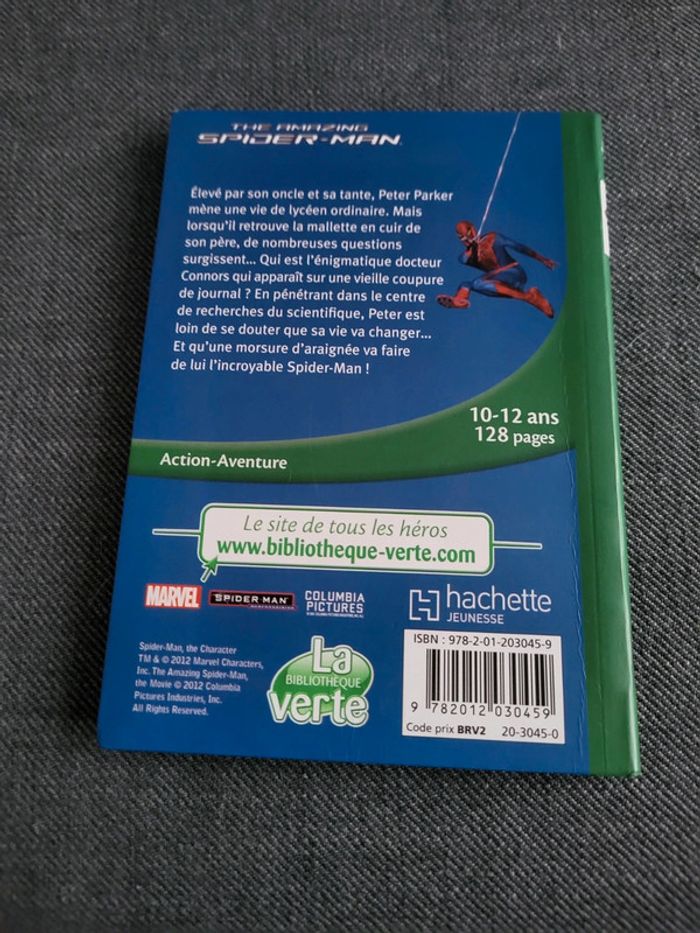 THE AMAZING
SPIDER-MAN
Élevé par son oncle et sa tante, Peter Parker
mène une vie de lycéen ordinaire. Mais
lorsqu'il retrouve la mallette en cuir de
son père, de nombreuses questions
surgissent... Qui est l'énigmatique docteur
Connors qui apparaît sur une vieille coupure
de journal ? En pénétrant dans le centre
de recherches du scientifique, Peter est
loin de se douter que sa vie va changer...
Et qu'une morsure d'araignée va faire
de lui l'incroyable Spider-Man !
10-12 ans
128 pages
Action-Aventure
Le site de tous les héros
www.bibliotheque-verte.com
MARVEL
SPIDER-MAN
COLUMBIA
PICTURES
hachette
JEUNESSE
Spider-Man, the Character
TM & © 2012 Marvel Characters,
Inc. The Amazing Spider-Man,
the Movie © 2012 Columbia
Pictures Industries, Inc.
All Rights Reserved.
La
BIBLIOTHÈQUE
verte
ISBN : 978-2-01-203045-9
9 782012 030459
Code prix BRV2 20-3045-0